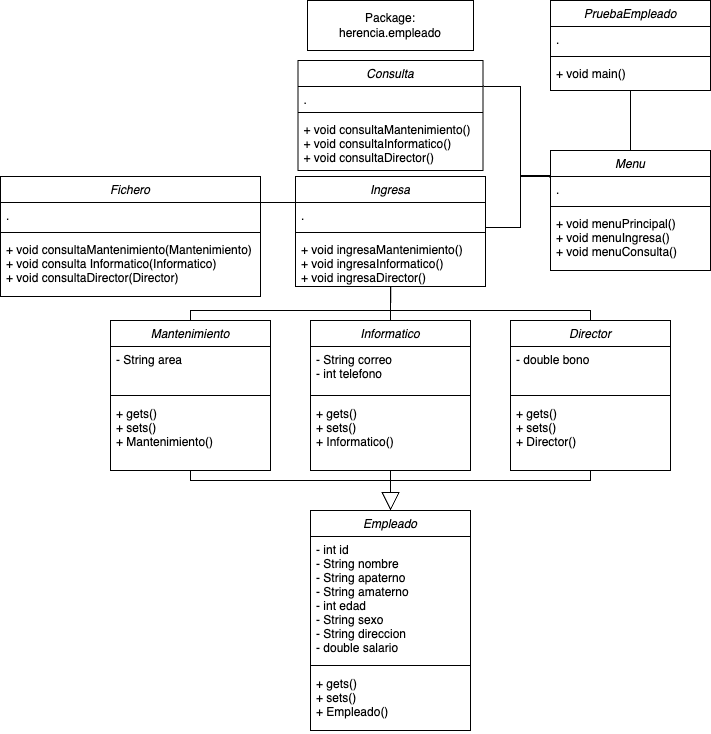 Package:
herencia.empleado
PruebaEmpleado
.
+ void main()
Consulta
.
+ void consultaMantenimiento()
+ void consultaInformatico()
+ void consultaDirector()
Menu
.
+ void menuPrincipal()
+ void menuIngresa()
+ void menuConsulta()
Fichero
.
+ void consultaMantenimiento(Mantenimiento)
+ void consulta Informatico(Informatico)
+ void consultaDirector(Director)
Ingresa
.
+ void ingresaMantenimiento()
+ void ingresaInformatico()
+ void ingresaDirector()
Mantenimiento
- String area
+ gets()
+ sets()
+ Mantenimiento()
Informatico
- String correo
- int telefono
+ gets()
+ sets()
+ Informatico()
Director
- double bono
+ gets()
+ sets()
+ Director()
Empleado
- int id
- String nombre
- String apaterno
- String amaterno
- int edad
- String sexo
- String direccion
- double salario
+ gets()
+ sets()
+ Empleado()